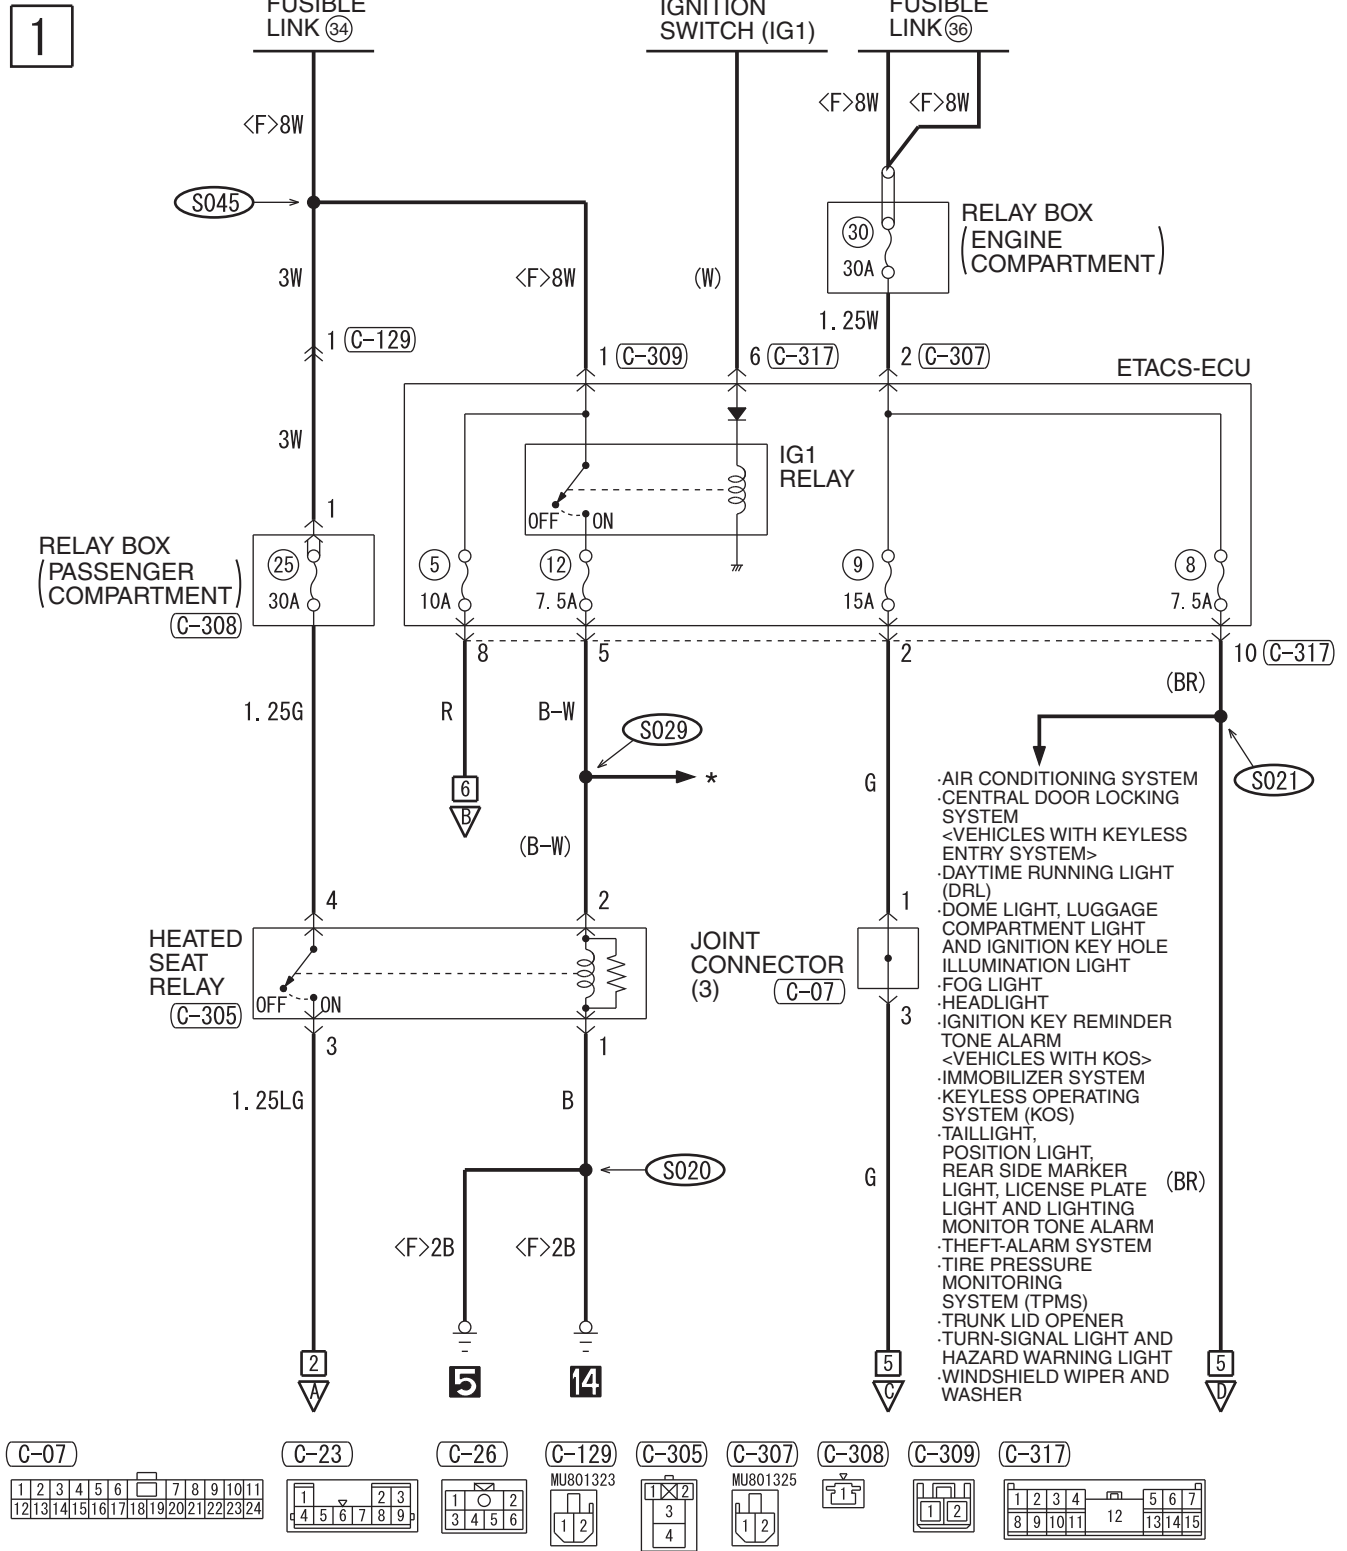 1
FUSIBLE
LINK 34
IGNITION
SWITCH (IG1)
FUSIBLE
LINK 36
<F>8W
<F>8W
<F>8W
S045
RELAY BOX
(ENGINE
COMPARTMENT)
30
30A
3W
<F>8W
(W)
1.25W
1 (C-129)
1 (C-309)
6 (C-317)
2 (C-307)
ETACS-ECU
3W
IG1
RELAY
OFF
ON
1
RELAY BOX
(PASSENGER
COMPARTMENT)
(C-308)
25
30A
5
10A
12
7.5A
9
15A
8
7.5A
8
5
2
10 (C-317)
(BR)
1.25G
R
B-W
S029
*
G
S021
6
B
(B-W)
·AIR CONDITIONING SYSTEM
·CENTRAL DOOR LOCKING
SYSTEM
<VEHICLES WITH KEYLESS
ENTRY SYSTEM>
·DAYTIME RUNNING LIGHT
(DRL)
·DOME LIGHT, LUGGAGE
COMPARTMENT LIGHT
AND IGNITION KEY HOLE
ILLUMINATION LIGHT
·FOG LIGHT
·HEADLIGHT
·IGNITION KEY REMINDER
TONE ALARM
<VEHICLES WITH KOS>
·IMMOBILIZER SYSTEM
·KEYLESS OPERATING
SYSTEM (KOS)
·TAILLIGHT,
POSITION LIGHT,
REAR SIDE MARKER
LIGHT, LICENSE PLATE
LIGHT AND LIGHTING
MONITOR TONE ALARM
·THEFT-ALARM SYSTEM
·TIRE PRESSURE
MONITORING
SYSTEM (TPMS)
·TRUNK LID OPENER
·TURN-SIGNAL LIGHT AND
HAZARD WARNING LIGHT
·WINDSHIELD WIPER AND
WASHER
4
2
1
HEATED
SEAT
RELAY
(C-305)
OFF
ON
JOINT
CONNECTOR
(3)
(C-07)
3
1
3
1.25LG
B
S020
G
(BR)
<F>2B
<F>2B
2
A
5
14
5
C
5
D
(C-07)
(C-23)
(C-26)
(C-129)
(C-305)
(C-307)
(C-308)
(C-309)
(C-317)
MU801323
MU801325
1 2 3 4 5 6 7 8 9 10 11
12 13 14 15 16 17 18 19 20 21 22 23 24
1 2 3
4 5 6 7 8 9
1 2
3 4 5 6
1 2
1 2
3
4
1 2
1
1 2
1 2 3 4 5 6 7
8 9 10 11 12 13 14 15